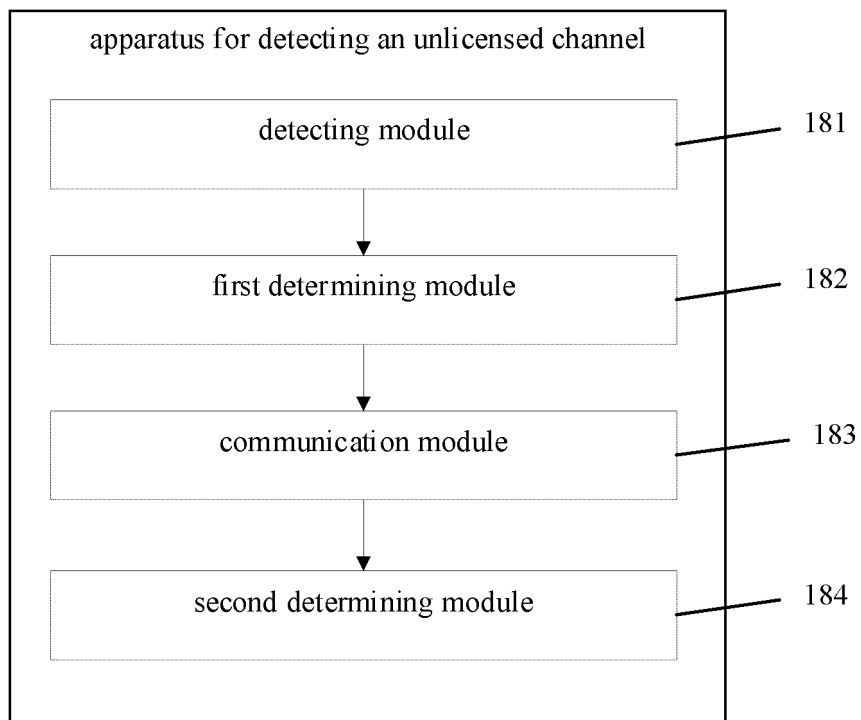 apparatus for detecting an unlicensed channel
detecting module
181
first determining module
182
communication module
183
second determining module
184